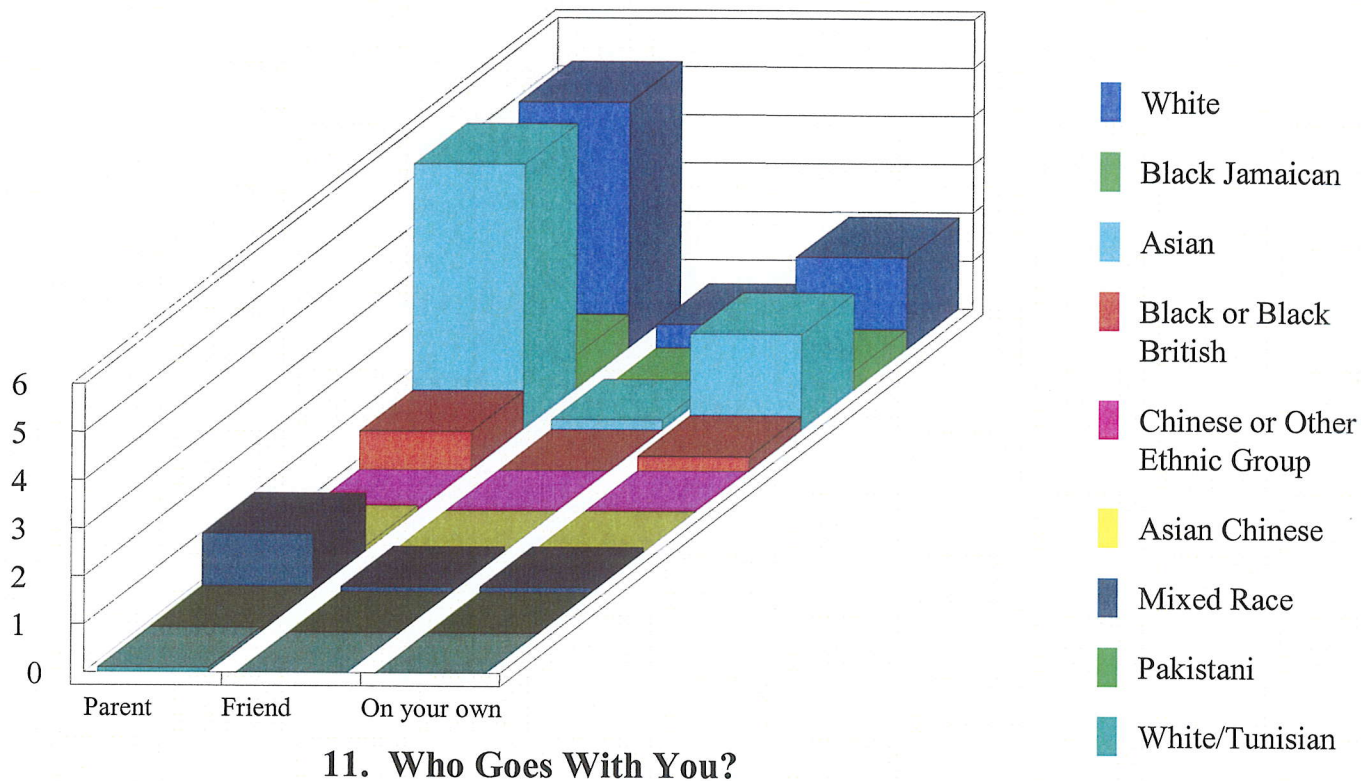 6
5
4
3
2
1
0
Parent Friend On your own
11. Who Goes With You?
White
Black Jamaican
Asian
Black or Black
British
Chinese or Other
Ethnic Group
Asian Chinese
Mixed Race
Pakistani
White/Tunisian